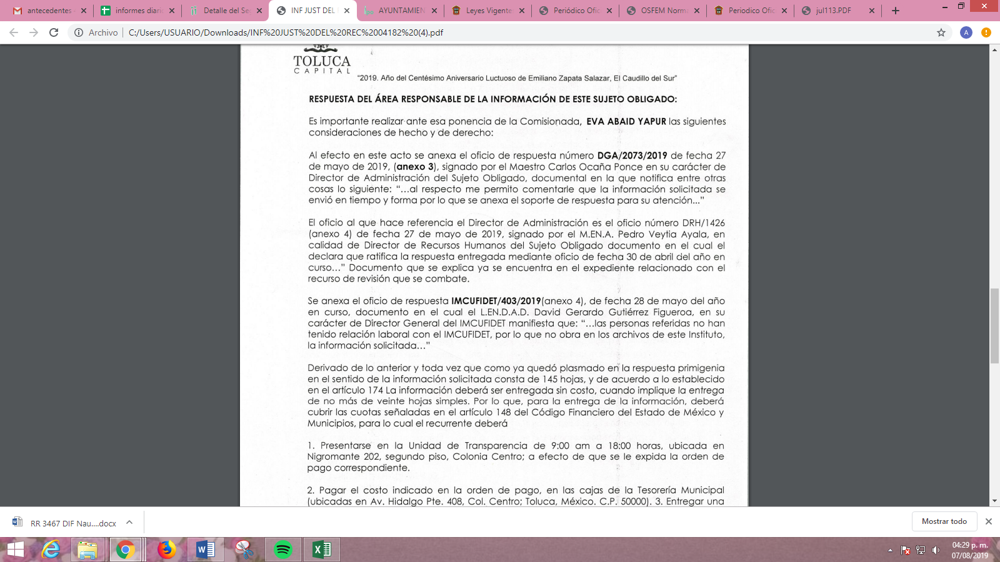 antecedentes
informes diari
Detalle del Se
INF JUST DEL
AYUNTAMIEN
Leyes Vigente
Periódico Ofic
OSFEM Norma
Periodico Ofic
jul113.PDF
Archivo
C:/Users/USUARIO/Downloads/INF%20JUST%20DEL%20REC%2004182%20(4).pdf
A
TOLUCA
CAPITAL
“2019. Año del Centésimo Aniversario Luctuoso de Emiliano Zapata Salazar, El Caudillo del Sur”
RESPUESTA DEL ÁREA RESPONSABLE DE LA INFORMACIÓN DE ESTE SUJETO OBLIGADO:
Es importante realizar ante esa ponencia de la Comisionada, EVA ABAID YAPUR las siguientes
consideraciones de hecho y de derecho:
Al efecto en este acto se anexa el oficio de respuesta número DGA/2073/2019 de fecha 27
de mayo de 2019, (anexo 3), signado por el Maestro Carlos Ocaña Ponce en su carácter de
Director de Administración del Sujeto Obligado, documental en la que notifica entre otras
cosas lo siguiente: “...al respecto me permito comentarle que la información solicitada se
envió en tiempo y forma por lo que se anexa el soporte de respuesta para su atención...”
El oficio al que hace referencia el Director de Administración es el oficio número DRH/1426
(anexo 4) de fecha 27 de mayo de 2019, signado por el M.EN.A. Pedro Veytia Ayala, en
calidad de Director de Recursos Humanos del Sujeto Obligado documento en el cual el
declara que ratifica la respuesta entregada mediante oficio de fecha 30 de abril del año en
curso...” Documento que se explica ya se encuentra en el expediente relacionado con el
recurso de revisión que se combate.
Se anexa el oficio de respuesta IMCUFIDET/403/2019(anexo 4), de fecha 28 de mayo del año
en curso, documento en el cual el L.EN.D.A.D. David Gerardo Gutiérrez Figueroa, en su
carácter de Director General del IMCUFIDET manifiesta que: “...las personas referidas no han
tenido relación laboral con el IMCUFIDET, por lo que no obra en los archivos de este Instituto,
la información solicitada...”
Derivado de lo anterior y toda vez que como ya quedó plasmado en la respuesta primigenia
en el sentido de la información solicitada consta de 145 hojas, y de acuerdo a lo establecido
en el artículo 174 La información deberá ser entregada sin costo, cuando implique la entrega
de no más de veinte hojas simples. Por lo que, para la entrega de la información, deberá
cubrir las cuotas señaladas en el artículo 148 del Código Financiero del Estado de México y
Municipios, para lo cual el recurrente deberá
1. Presentarse en la Unidad de Transparencia de 9:00 am a 18:00 horas, ubicada en
Nigromante 202, segundo piso, Colonia Centro; a efecto de que se le expida la orden de
pago correspondiente.
2. Pagar el costo indicado en la orden de pago, en las cajas de la Tesorería Municipal
(ubicadas en Av. Hidalgo Pte. 408, Col. Centro; Toluca, México. C.P. 50000). 3. Entregar una
RR 3467 DIF Nau....docx
Mostrar todo
04:29 p. m.
07/08/2019